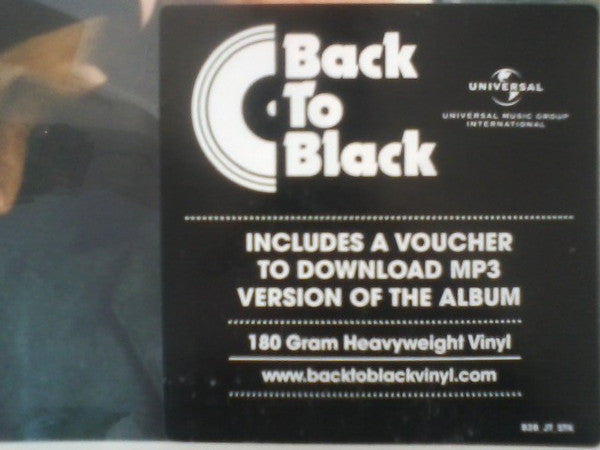 Back
To
Black
UNIVERSAL
UNIVERSAL MUSIC GROUP
INTERNATIONAL
INCLUDES A VOUCHER
TO DOWNLOAD MP3
VERSION OF THE ALBUM
180 Gram Heavyweight Vinyl
www.backtoblackvinyl.com